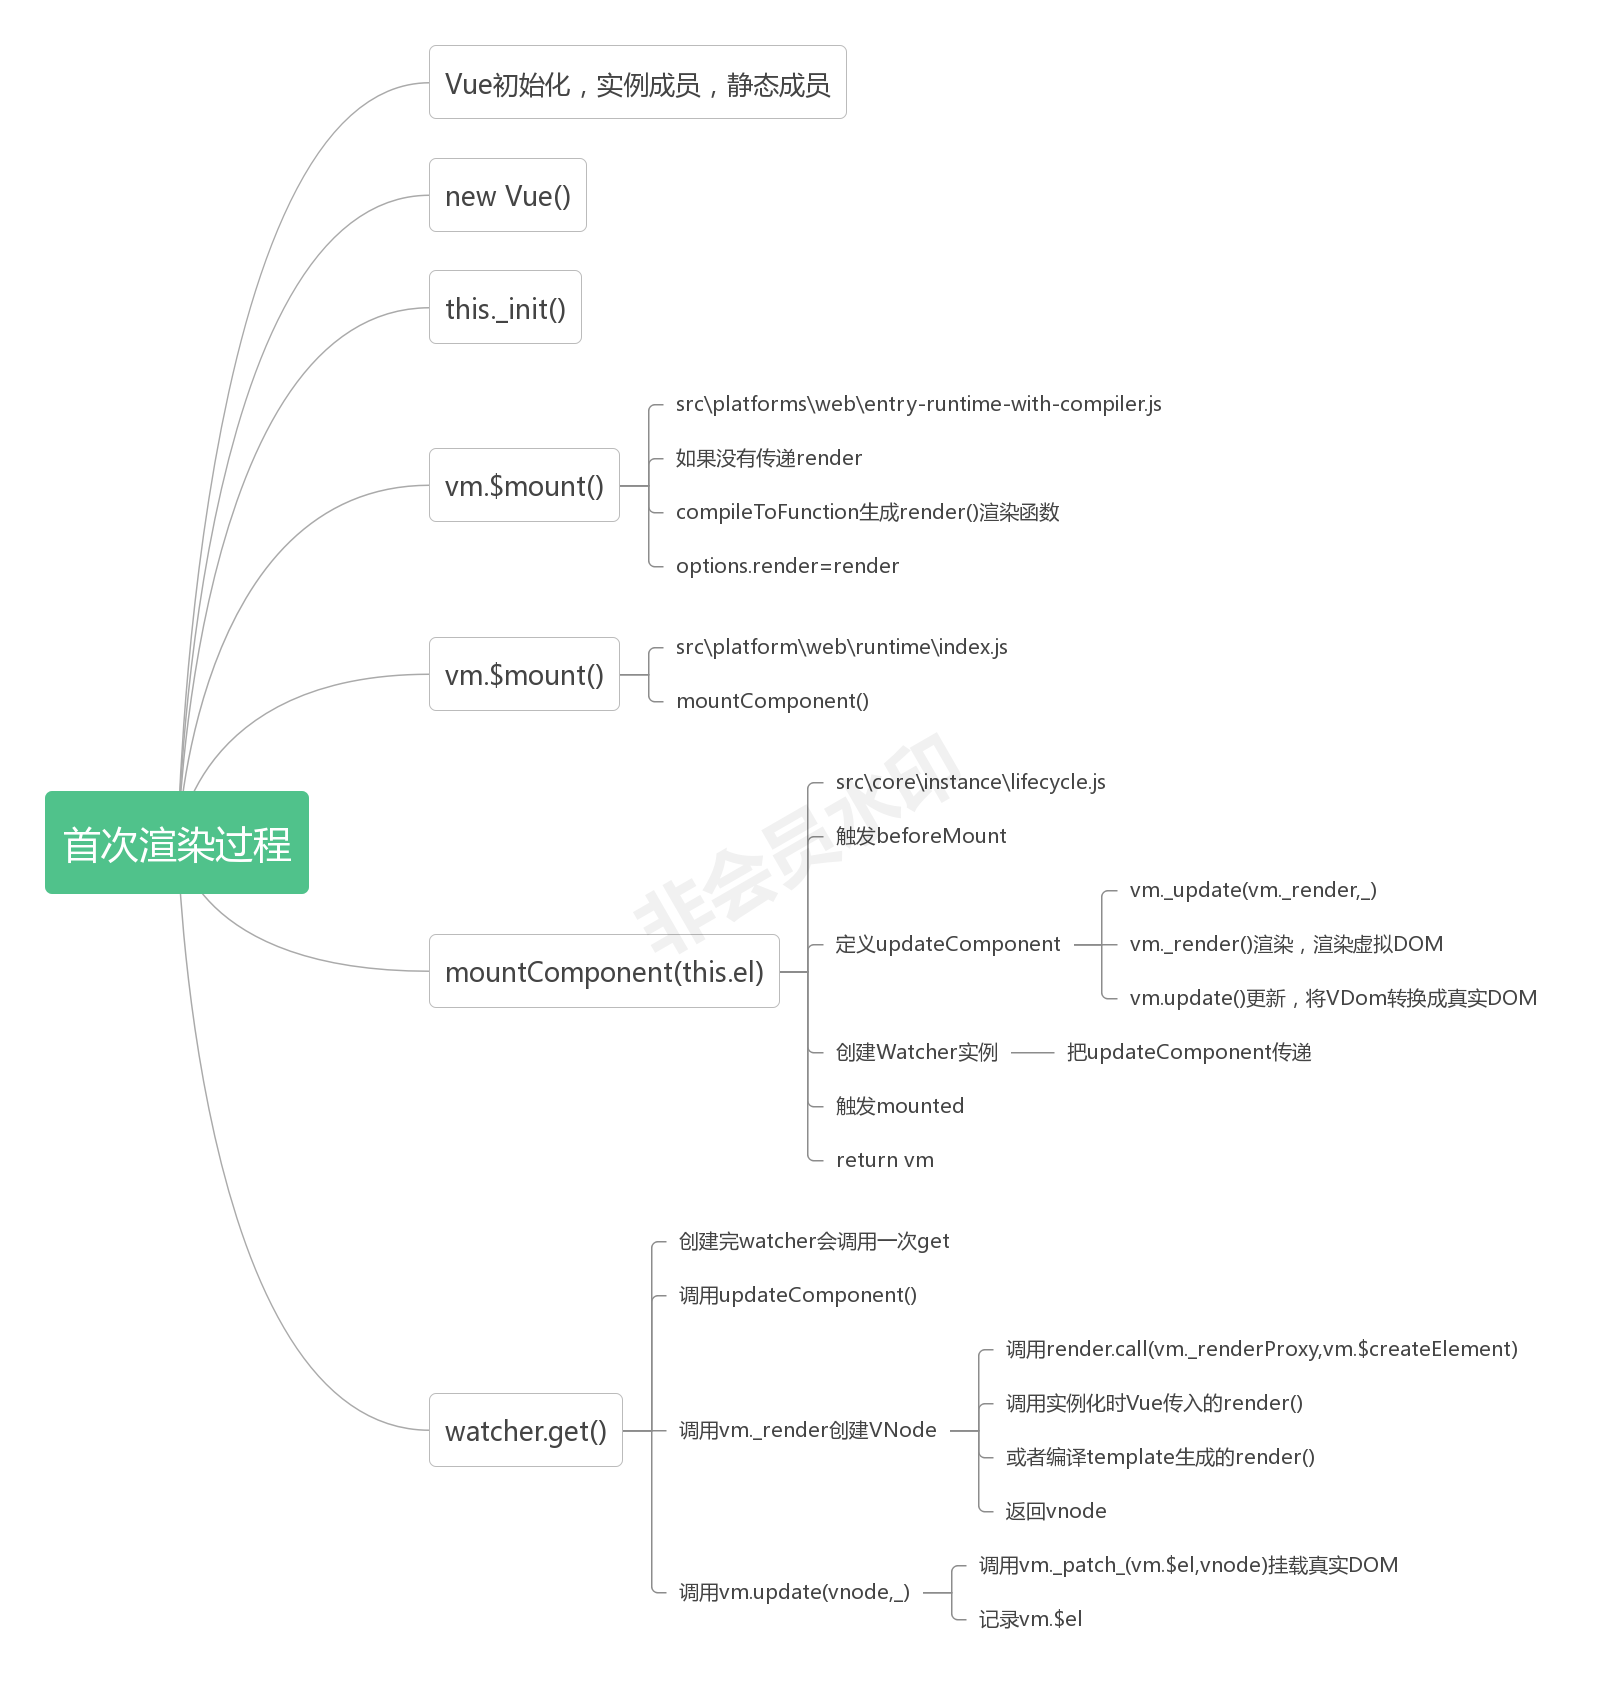 Vue初始化，实例成员，静态成员
new Vue()
this._init()
vm.$mount()
src\platforms\web\entry-runtime-with-compiler.js
如果没有传递render
compileToFunction生成render()渲染函数
options.render=render
vm.$mount()
src\platform\web\runtime\index.js
mountComponent()
首次渲染过程
非会员水印
mountComponent(this.el)
src\core\instance\lifecycle.js
触发beforeMount
定义updateComponent
vm._update(vm._render,_)
vm._render()渲染，渲染虚拟DOM
vm.update()更新，将VDom转换成真实DOM
创建Watcher实例
把updateComponent传递
触发mounted
return vm
watcher.get()
创建完watcher会调用一次get
调用updateComponent()
调用vm._render创建VNode
调用render.call(vm._renderProxy,vm.$createElement)
调用实例化时Vue传入的render()
或者编译template生成的render()
返回vnode
调用vm.update(vnode,_)
调用vm._patch_(vm.$el,vnode)挂载真实DOM
记录vm.$el